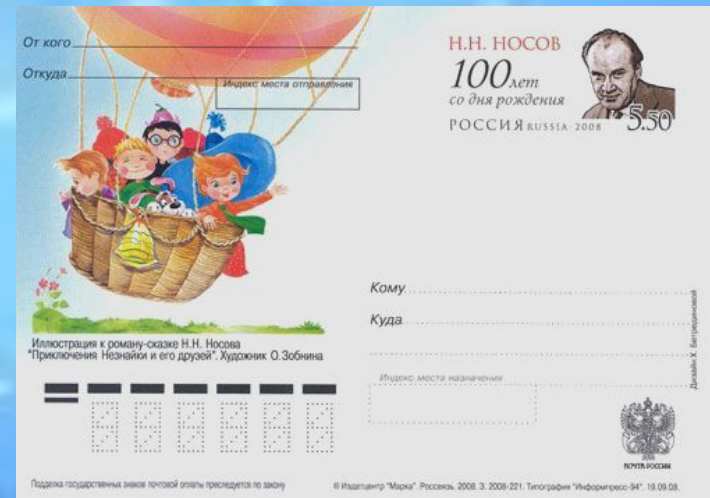 От кого
Откуда
Индекс места отправления
Н.Н. НОСОВ
100 лет
со дня рождения
РОССИЯ RUSSIA·2008 5.50
Иллюстрация к роману-сказке Н.Н. Носова
"Приключения Незнайки и его друзей". Художник О. Зобнина
Кому
Куда
Индекс места назначения
Дизайн Х. Бетрединовой
ПОЧТА РОССИИ
Подделка государственных знаков почтовой оплаты преследуется по закону
© Издатцентр "Марка". Россвязь. 2008. З. 2008-221. Типография "Информпресс-94". 19.09.08.